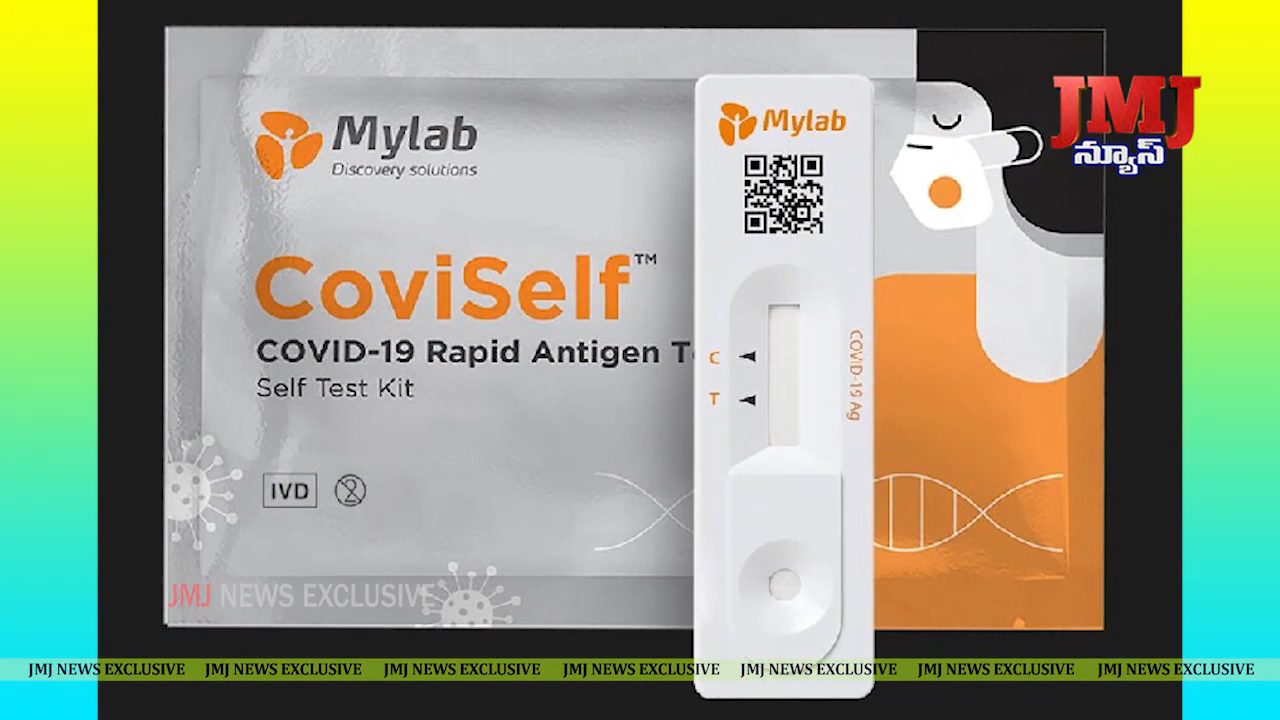 Mylab
Discovery solutions
CoviSelf™
COVID-19 Rapid Antigen T
Self Test Kit
IVD
2
Mylab
C
T
COVID-19 Ag
JMJ
న్యూస్
JMJ NEWS EXCLUSIVE
JMJ NEWS EXCLUSIVE JMJ NEWS EXCLUSIVE JMJ NEWS EXCLUSIVE JMJ NEWS EXCLUSIVE JMJ NEWS EXCLUSIVE JMJ NEWS EXCLUSIVE JMJ NEWS EXCLUSIVE